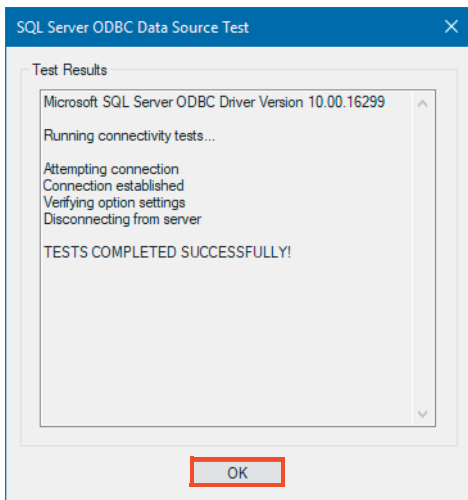 SQL Server ODBC Data Source Test
Test Results
Microsoft SQL Server ODBC Driver Version 10.00.16299
Running connectivity tests...
Attempting connection
Connection established
Verifying option settings
Disconnecting from server
TESTS COMPLETED SUCCESSFULLY!
OK